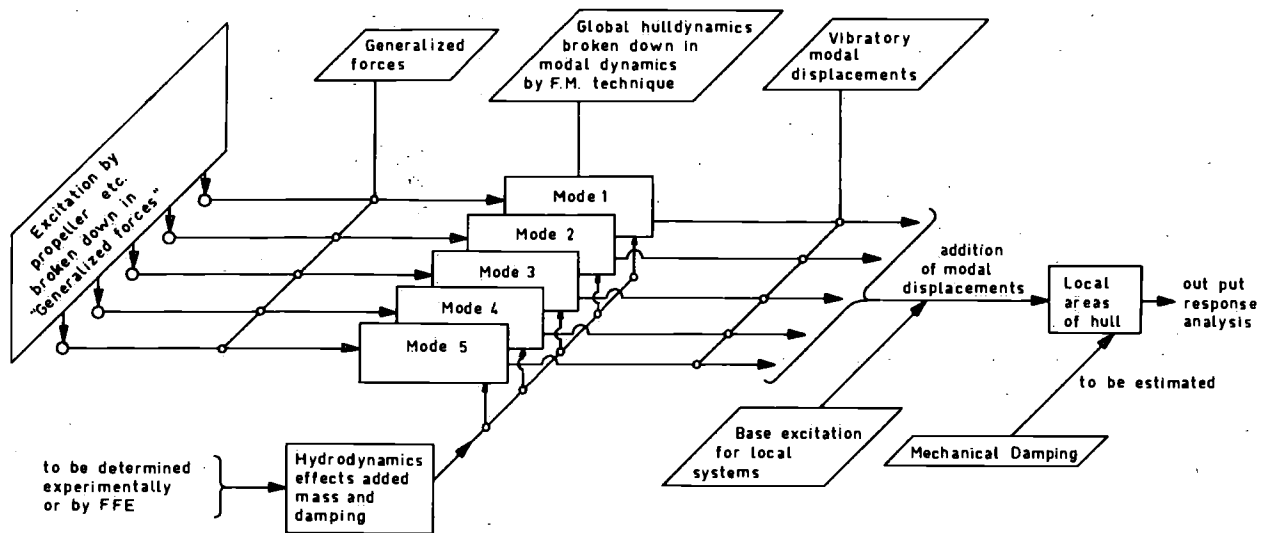 Excitation by
propeller etc.
broken down in
"Generalized forces"
Generalized
forces
Global hulldynamics
broken down in
modal dynamics
by F.M. technique
Vibratory
modal
displacements
Mode 1
Mode 2
Mode 3
Mode 4
Mode 5
addition
of modal
displacements
Local
areas
of hull
out put
response
analysis
to be estimated
Base excitation
for local
systems
Mechanical Damping
to be determined
experimentally
or by FFE
Hydrodynamics
effects added
mass and
damping